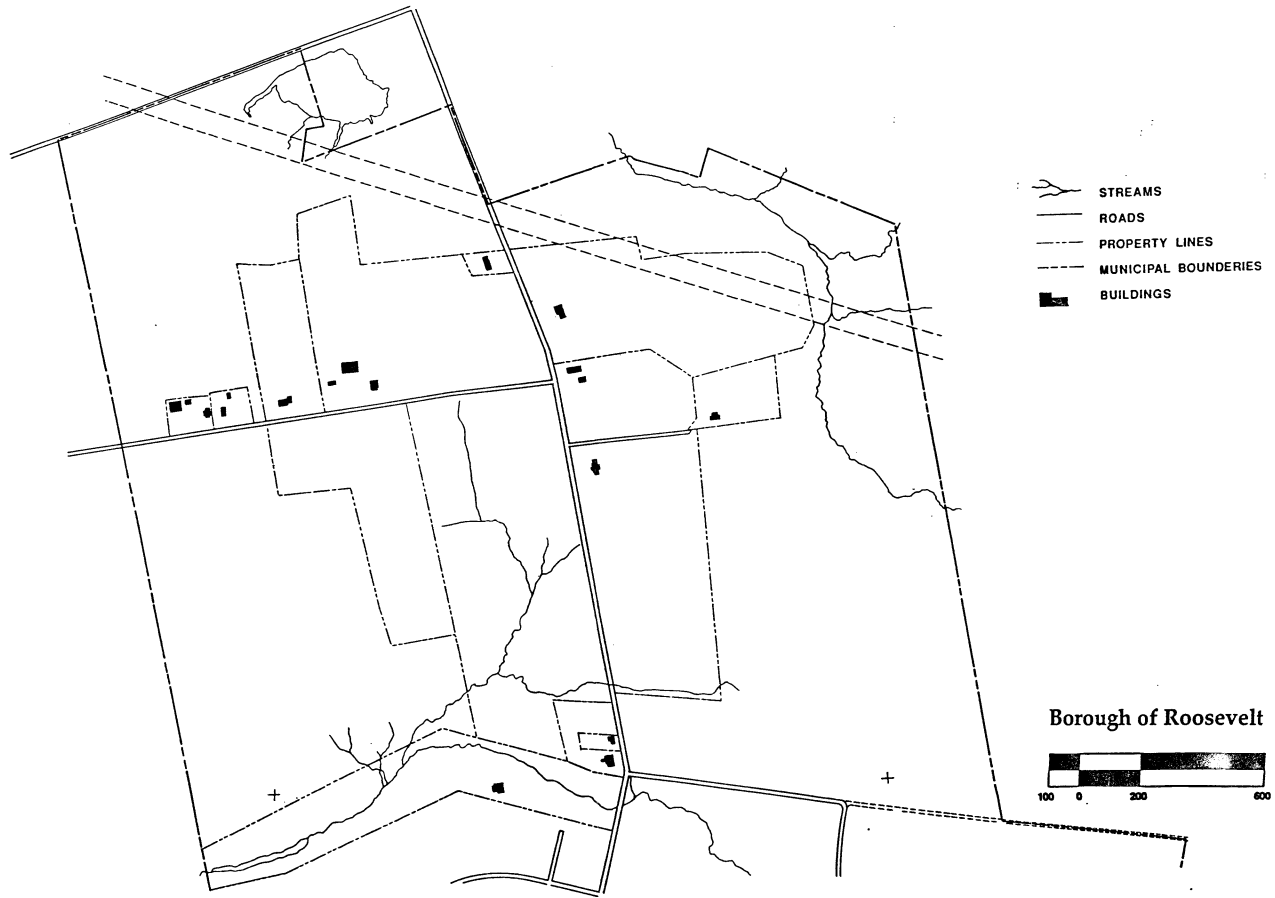 STREAMS
ROADS
PROPERTY LINES
MUNICIPAL BOUNDERIES
BUILDINGS
Borough of Roosevelt
100 0 200 600